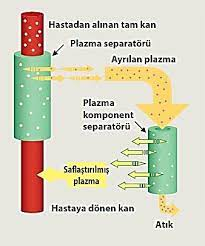 Hastadan alınan tam kan
Plazma separatörü
Ayrılan plazma
Plazma
komponent
separatörü
Saflaştırılmış
plazma
Hastaya dönen kan
Atık